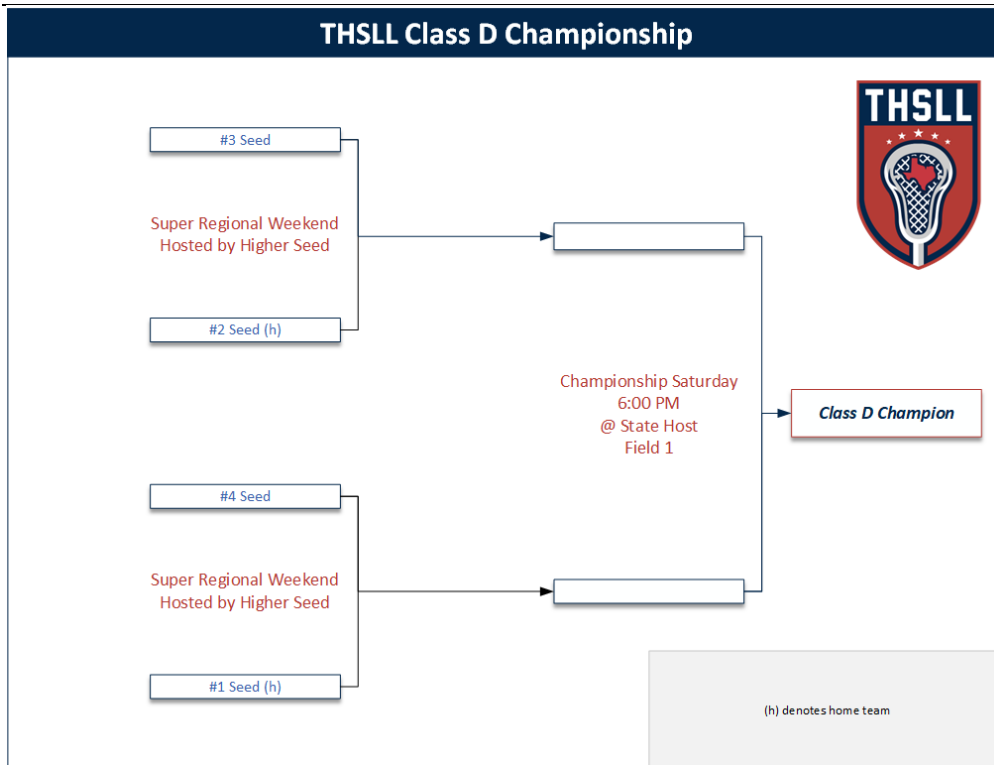 THSLL Class D Championship
THSLL
#3 Seed
Super Regional Weekend
Hosted by Higher Seed
#2 Seed (h)
Championship Saturday
6:00 PM
@ State Host
Field 1
Class D Champion
#4 Seed
Super Regional Weekend
Hosted by Higher Seed
#1 Seed (h)
(h) denotes home team